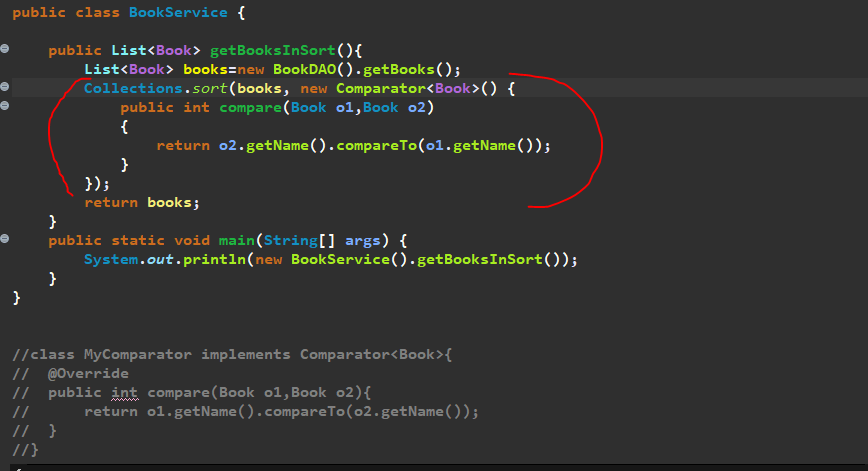 public class BookService {
public List<Book> getBooksInSort(){
List<Book> books=new BookDAO().getBooks();
Collections.sort(books, new Comparator<Book>() {
public int compare(Book o1,Book o2)
{
return o2.getName().compareTo(o1.getName());
}
});
return books;
}
public static void main(String[] args) {
System.out.println(new BookService().getBooksInSort());
}
}
//class MyComparator implements Comparator<Book>{
// @Override
// public int compare(Book o1,Book o2){
// return o1.getName().compareTo(o2.getName());
// }
//}